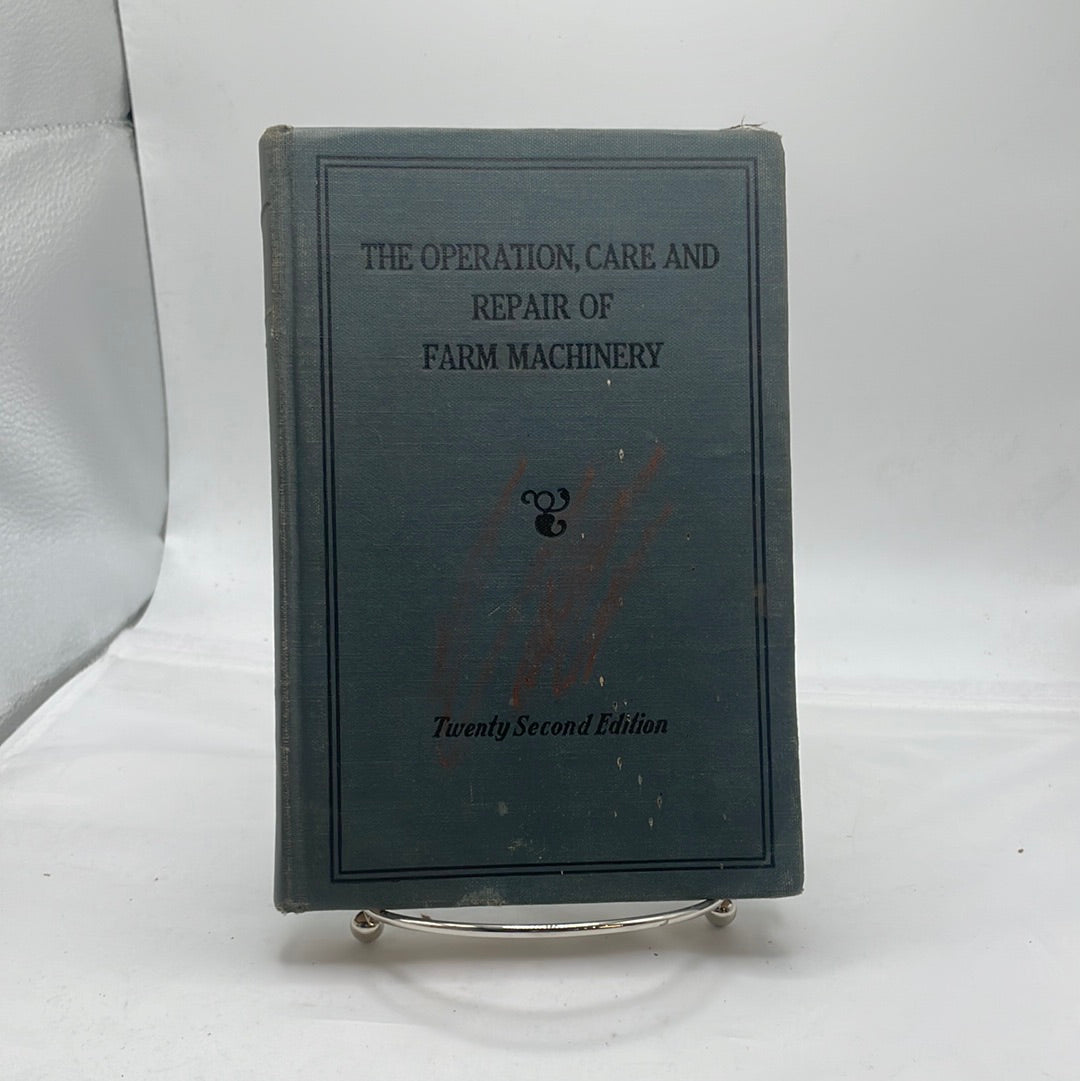 THE OPERATION, CARE AND
REPAIR OF
FARM MACHINERY
Twenty Second Edition